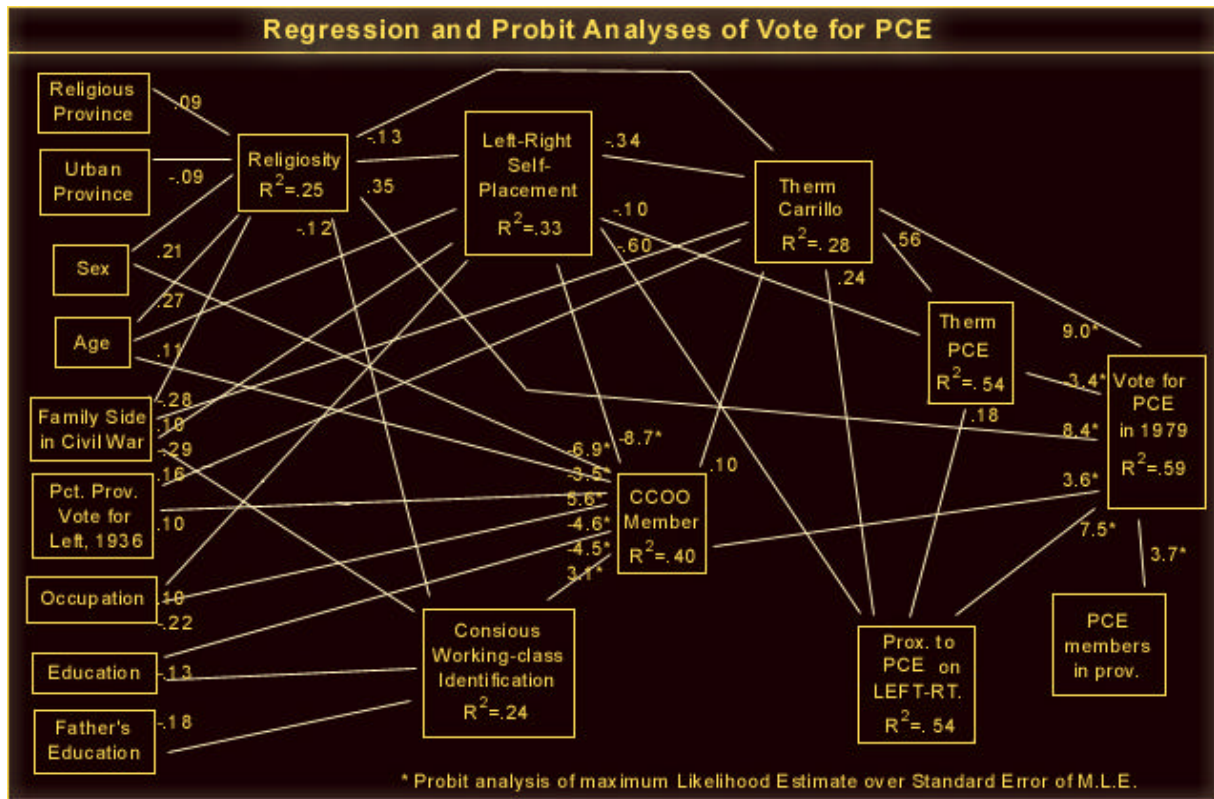 Regression and Probit Analyses of Vote for PCE
Religious
Province
.09
Urban
Province
-.09
Sex
.21
Age
.27
.11
Family Side
in Civil War
-.28
.19
-.29
Pct. Prov.
Vote for
Left, 1936
.16
.10
Occupation
.10
-.22
Education
-.13
Father's
Education
-.18
Religiosity
R2=.25
-.13
.35
-.12
Left-Right
Self-
Placement
R2=.33
-.34
-.10
-.60
Therm
Carrillo
R2=. 28
.56
.24
Therm
PCE
R2=. 54
.18
9.0*
-3.4*
8.4*
3.6*
7.5*
3.7*
Vote for
PCE
in 1979
R2=.59
-8.7*
-6.9*
-3.5*
5.6*
-4.6*
-4.5*
3.1*
.10
CCOO
Member
R2=. 40
Consious
Working-class
Identification
R2=.24
Prox. to
PCE on
LEFT-RT.
R2=. 54
PCE
members
in prov.
* Probit analysis of maximum Likelihood Estimate over Standard Error of M.L.E.